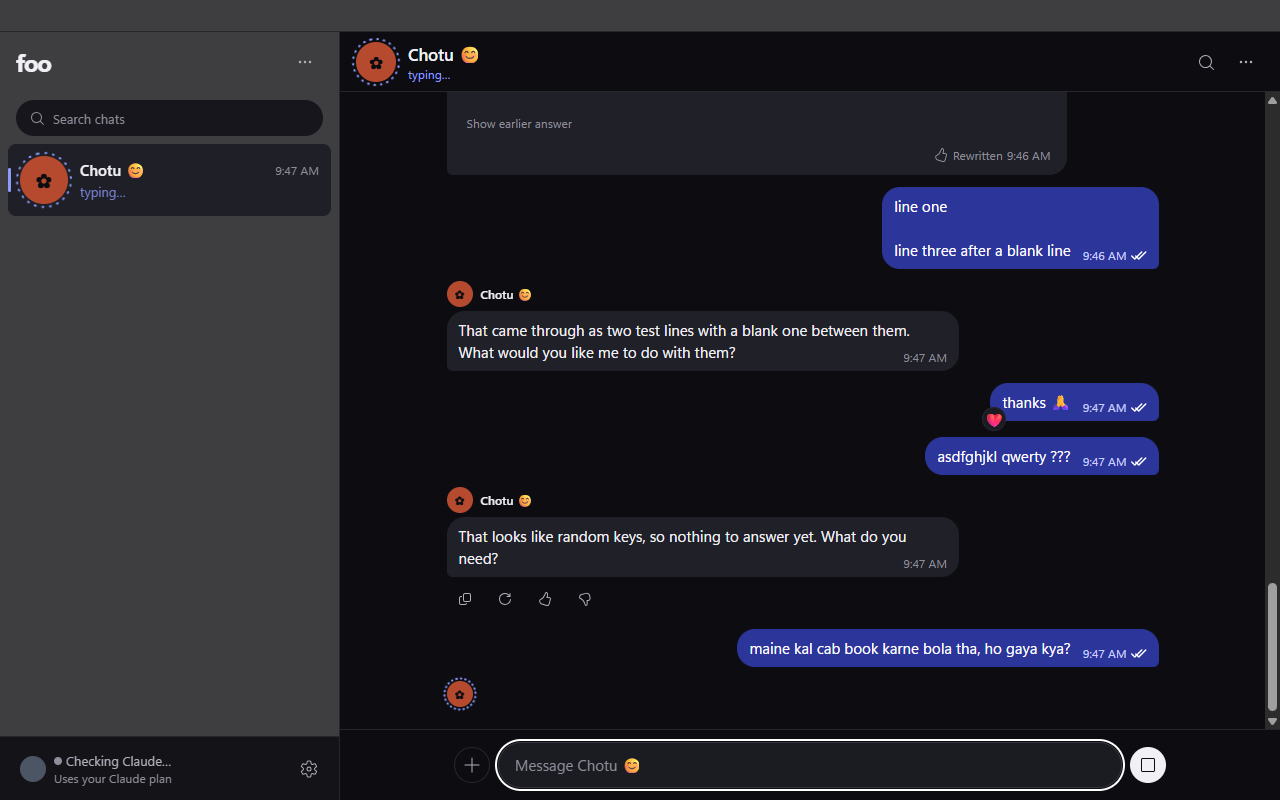 foo
Search chats
Chotu 😊
9:47 AM
typing...
Checking Claude...
Uses your Claude plan
Chotu 😊
typing...
Show earlier answer
Rewritten 9:46 AM
line one
line three after a blank line 9:46 AM
Chotu 😊
That came through as two test lines with a blank one between them.
What would you like me to do with them? 9:47 AM
thanks 🙏 9:47 AM
asdfghjkl qwerty ??? 9:47 AM
Chotu 😊
That looks like random keys, so nothing to answer yet. What do you
need? 9:47 AM
maine kal cab book karne bola tha, ho gaya kya? 9:47 AM
Message Chotu 😊